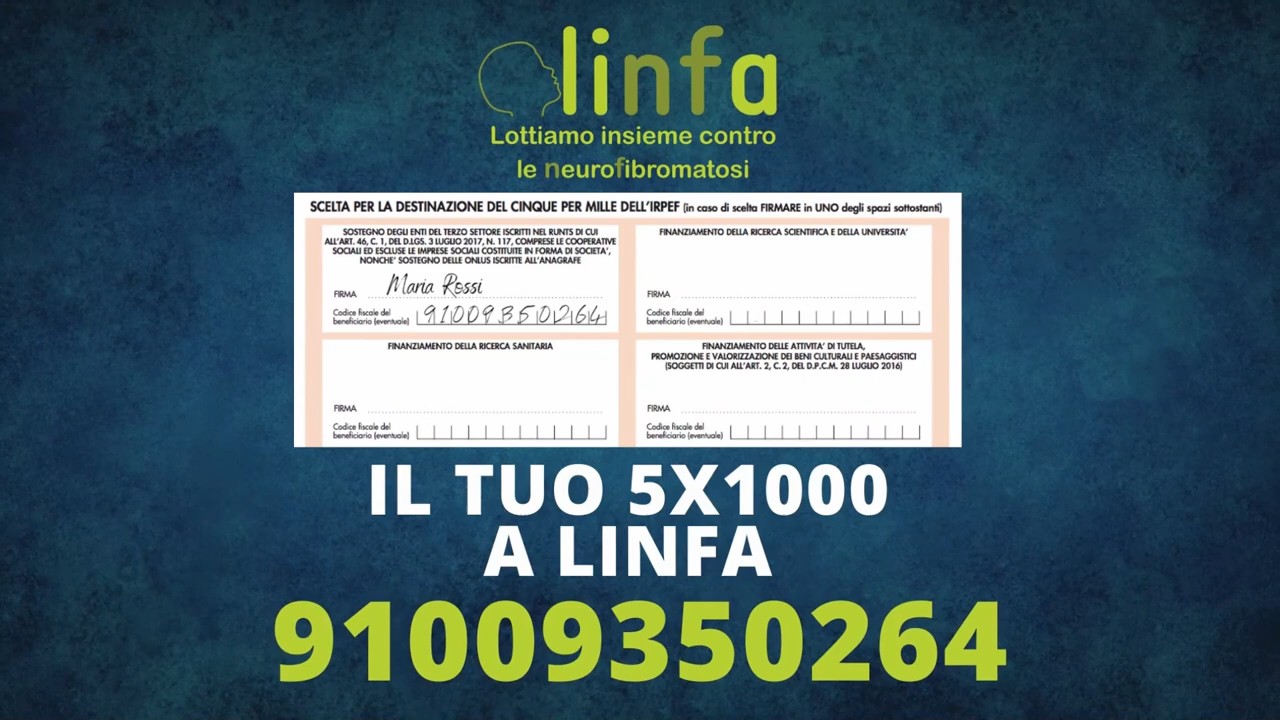 linfa
Lottiamo insieme contro
le neurofibromatosi
SCELTA PER LA DESTINAZIONE DEL CINQUE PER MILLE DELL'IRPEF (in caso di scelta FIRMARE in UNO degli spazi sottostanti)
SOSTEGNO DEGLI ENTI DEL TERZO SETTORE ISCRITTI NEL RUNTS DI CUI
ALL'ART. 46, C. 1, DEL D.LGS. 3 LUGLIO 2017, N. 117, COMPRESE LE COOPERATIVE
SOCIALI ED ESCLUSE LE IMPRESE SOCIALI COSTITUITE IN FORMA DI SOCIETA',
NONCHE' SOSTEGNO DELLE ONLUS ISCRITTE ALL'ANAGRAFE
Maria Rossi
FIRMA
Codice fiscale del
beneficiario (eventuale)
91009350264
FINANZIAMENTO DELLA RICERCA SCIENTIFICA E DELLA UNIVERSITA'
FIRMA
Codice fiscale del
beneficiario (eventuale)
FINANZIAMENTO DELLA RICERCA SANITARIA
FIRMA
Codice fiscale del
beneficiario (eventuale)
FINANZIAMENTO DELLE ATTIVITA' DI TUTELA,
PROMOZIONE E VALORIZZAZIONE DEI BENI CULTURALI E PAESAGGISTICI
(SOGGETTI DI CUI ALL'ART. 2, C. 2, DEL D.P.C.M. 28 LUGLIO 2016)
FIRMA
Codice fiscale del
beneficiario (eventuale)
IL TUO 5X1000
A LINFA
91009350264